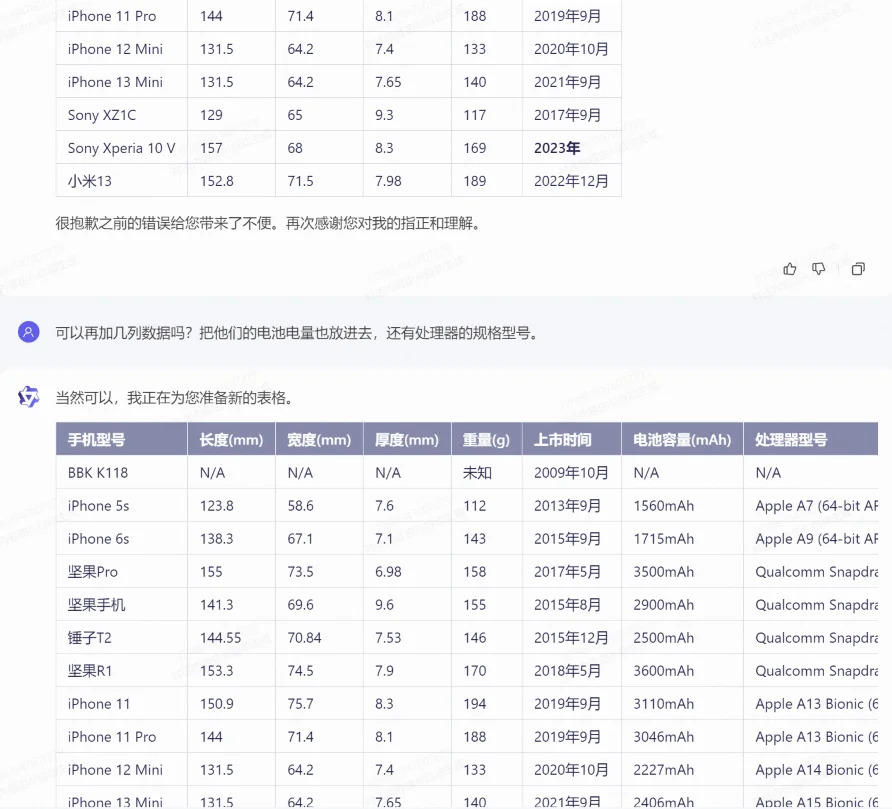 iPhone 11 Pro 144 71.4 8.1 188 2019年9月
iPhone 12 Mini 131.5 64.2 7.4 133 2020年10月
iPhone 13 Mini 131.5 64.2 7.65 140 2021年9月
Sony XZ1C 129 65 9.3 117 2017年9月
Sony Xperia 10 V 157 68 8.3 169 2023年
小米13 152.8 71.5 7.98 189 2022年12月
很抱歉之前的错误给您带来了不便。再次感谢您对我的指正和理解。
可以再加几列数据吗？把他们的电池电量也放进去，还有处理器的规格型号。
当然可以，我正在为您准备新的表格。
手机型号 长度(mm) 宽度(mm) 厚度(mm) 重量(g) 上市时间 电池容量(mAh) 处理器型号
BBK K118 N/A N/A N/A 未知 2009年10月 N/A N/A
iPhone 5s 123.8 58.6 7.6 112 2013年9月 1560mAh Apple A7 (64-bit AR
iPhone 6s 138.3 67.1 7.1 143 2015年9月 1715mAh Apple A9 (64-bit AR
坚果Pro 155 73.5 6.98 158 2017年5月 3500mAh Qualcomm Snapdra
坚果手机 141.3 69.6 9.6 155 2015年8月 2900mAh Qualcomm Snapdra
锤子T2 144.55 70.84 7.53 146 2015年12月 2500mAh Qualcomm Snapdra
坚果R1 153.3 74.5 7.9 170 2018年5月 3600mAh Qualcomm Snapdra
iPhone 11 150.9 75.7 8.3 194 2019年9月 3110mAh Apple A13 Bionic (6
iPhone 11 Pro 144 71.4 8.1 188 2019年9月 3046mAh Apple A13 Bionic (6
iPhone 12 Mini 131.5 64.2 7.4 133 2020年10月 2227mAh Apple A14 Bionic (6
iPhone 13 Mini 131.5 64.2 7.65 140 2021年9月 2406mAh Apple A15 Bionic (6